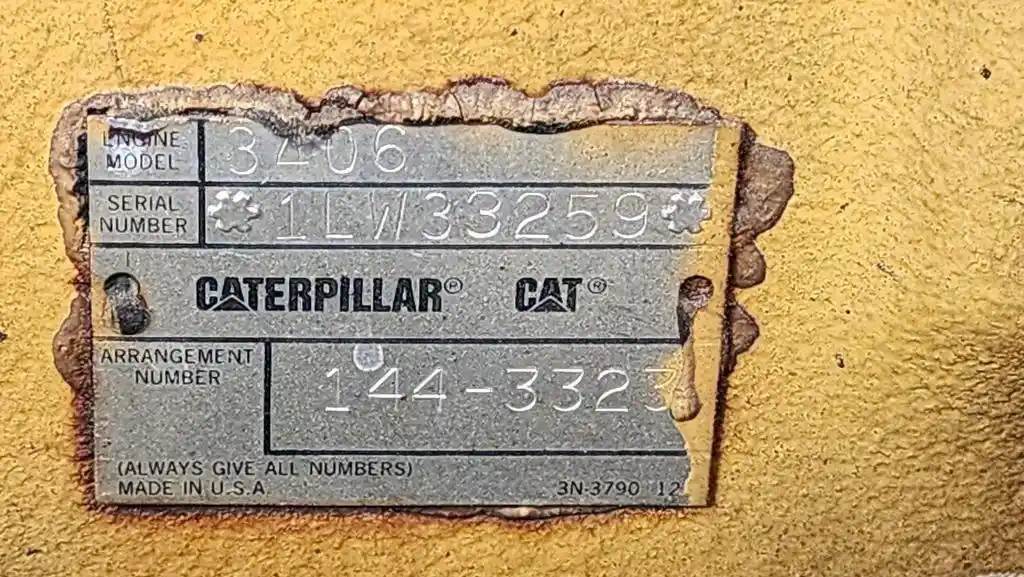 ENGINE
MODEL
3406
SERIAL
NUMBER
1LW33259
CATERPILLAR® CAT®
ARRANGEMENT
NUMBER
144-3323
(ALWAYS GIVE ALL NUMBERS)
MADE IN U.S.A.
3N-3790 12